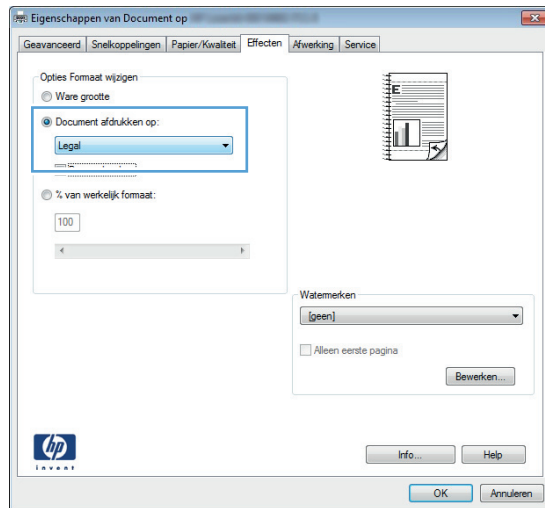 Eigenschappen van Document op
Geavanceerd Snelkoppelingen Papier/Kwaliteit Effecten Afwerking Service
Opties Formaat wijzigen
Ware grootte
Document afdrukken op:
Legal
% van werkelijk formaat:
100
E
Watermerken
[geen]
Alleen eerste pagina
Bewerken...
hp
invent
Info... Help
OK Annuleren